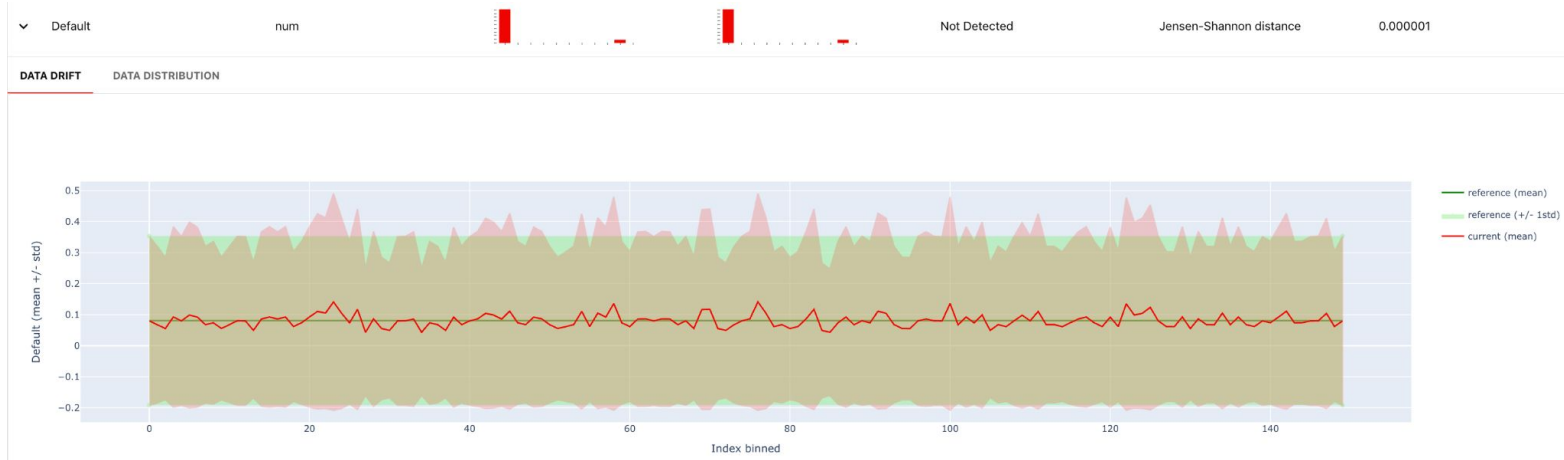 Default num Not Detected Jensen-Shannon distance 0.000001
DATA DRIFT DATA DISTRIBUTION
0.5
0.4
0.3
0.2
0.1
0
−0.1
−0.2
Default (mean +/- std)
0 20 40 60 80 100 120 140
Index binned
reference (mean)
reference (+/- 1std)
current (mean)